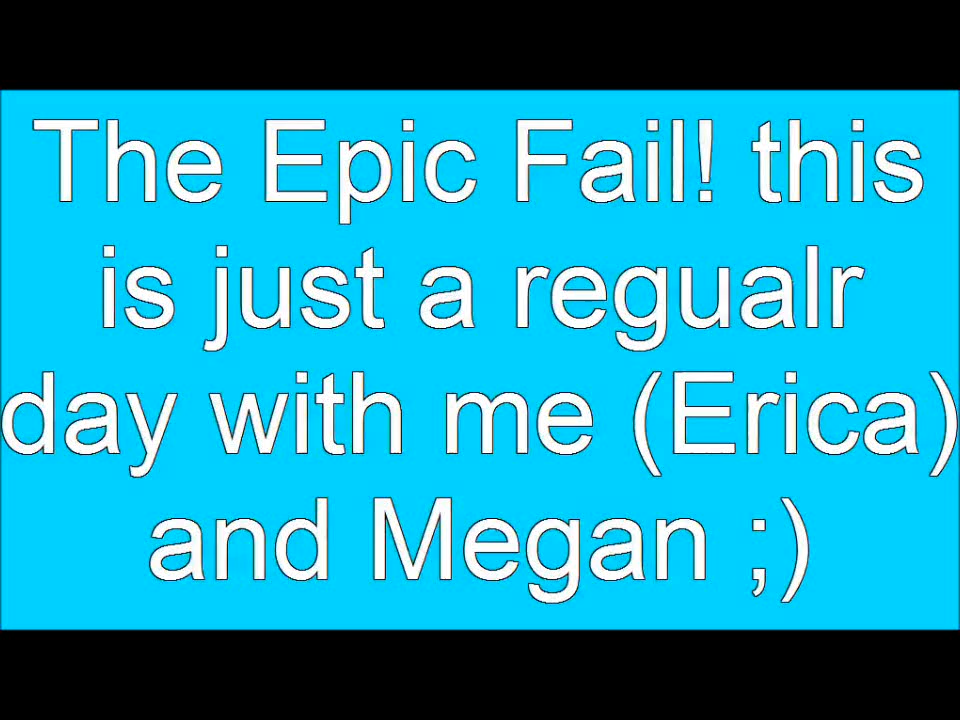 The Epic Fail! this
is just a regualr
day with me (Erica)
and Megan ;)